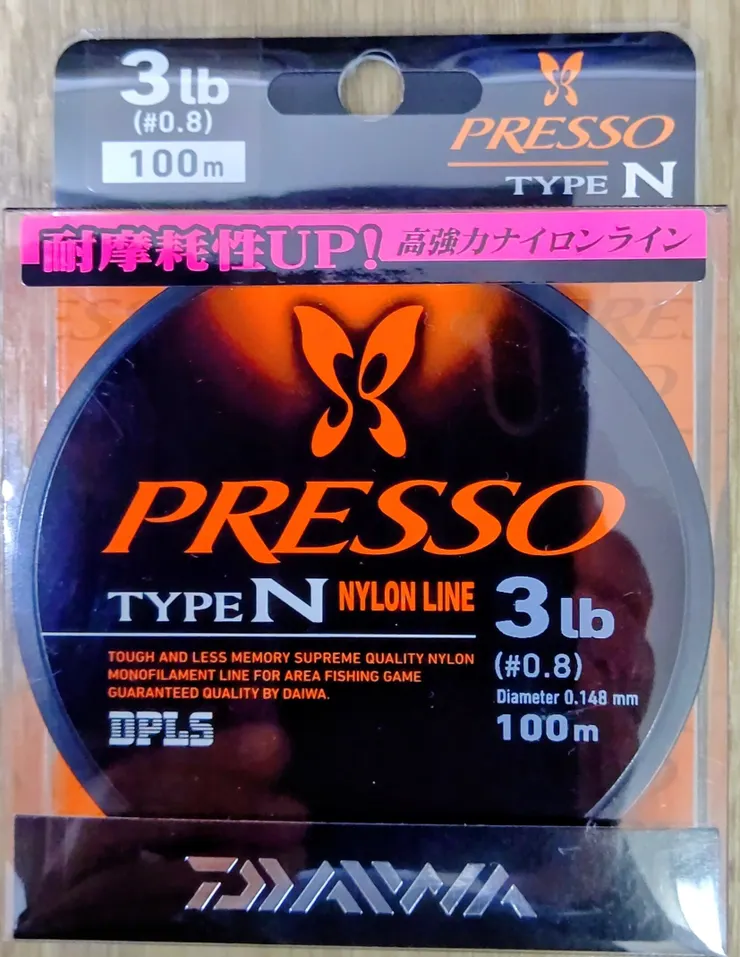 3 lb
(#0.8)
100m
PRESSO
TYPE N
耐摩耗性UP! 高強力ナイロンライン
PRESSO
TYPE N NYLON LINE
3 lb
(#0.8)
Diameter 0.148 mm
100m
TOUGH AND LESS MEMORY SUPREME QUALITY NYLON
MONOFILAMENT LINE FOR AREA FISHING GAME
GUARANTEED QUALITY BY DAIWA.
DPLS
DAIWA